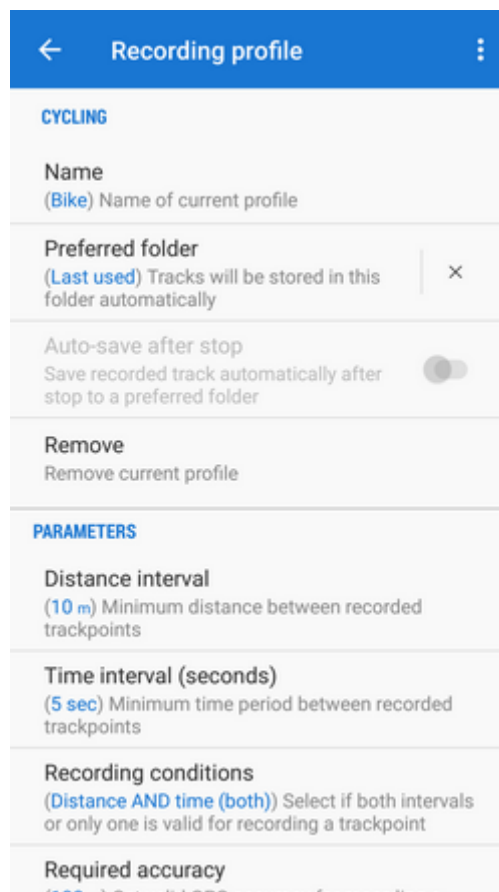 Recording profile
CYCLING
Name
(Bike) Name of current profile
Preferred folder
(Last used) Tracks will be stored in this
folder automatically
Auto-save after stop
Save recorded track automatically after
stop to a preferred folder
Remove
Remove current profile
PARAMETERS
Distance interval
(10 m) Minimum distance between recorded
trackpoints
Time interval (seconds)
(5 sec) Minimum time period between recorded
trackpoints
Recording conditions
(Distance AND time (both)) Select if both intervals
or only one is valid for recording a trackpoint
Required accuracy